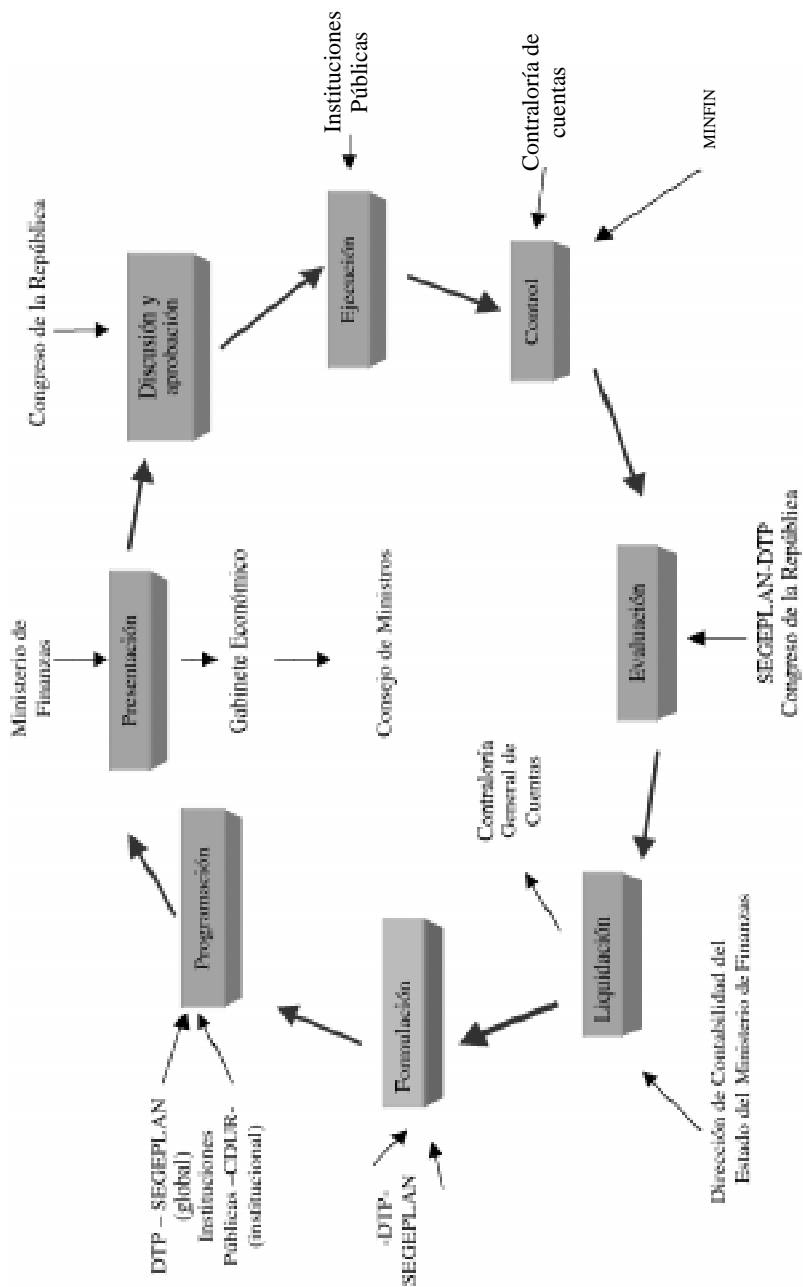 Ministerio de
Finanzas
Congreso de la República
Presentación
Discusión y
aprobación
Instituciones
Públicas
Gabinete Económico
Consejo de Ministros
Ejecución
Contraloría de
cuentas
Programación
DTP – SEGEPLAN
(global)
Instituciones
Públicas –CDUR-
(institucional)
Control
MINFIN
Formulación
-DTP-
SEGEPLAN
Contraloría
General de
Cuentas
Liquidación
Evaluación
Dirección de Contabilidad del
Estado del Ministerio de Finanzas
SEGEPLAN-DTP
Congreso de la República